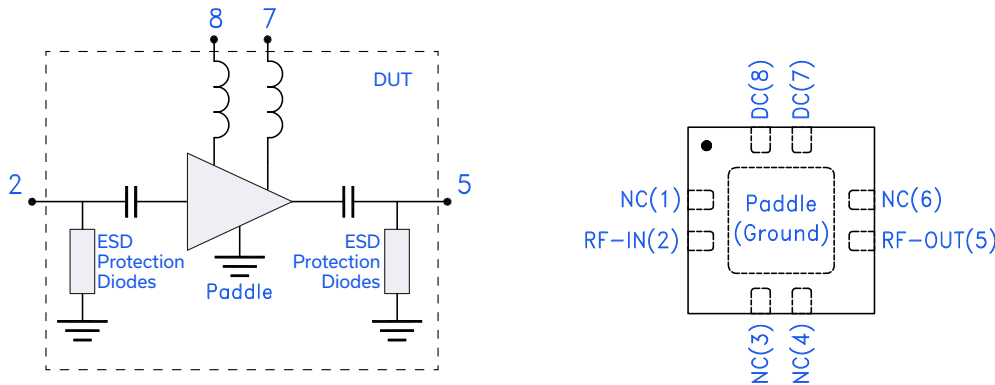 8
7
DUT
2
5
ESD
Protection
Diodes
ESD
Protection
Diodes
Paddle
DC(8)
DC(7)
NC(1)
NC(6)
Paddle
(Ground)
RF-IN(2)
RF-OUT(5)
NC(3)
NC(4)